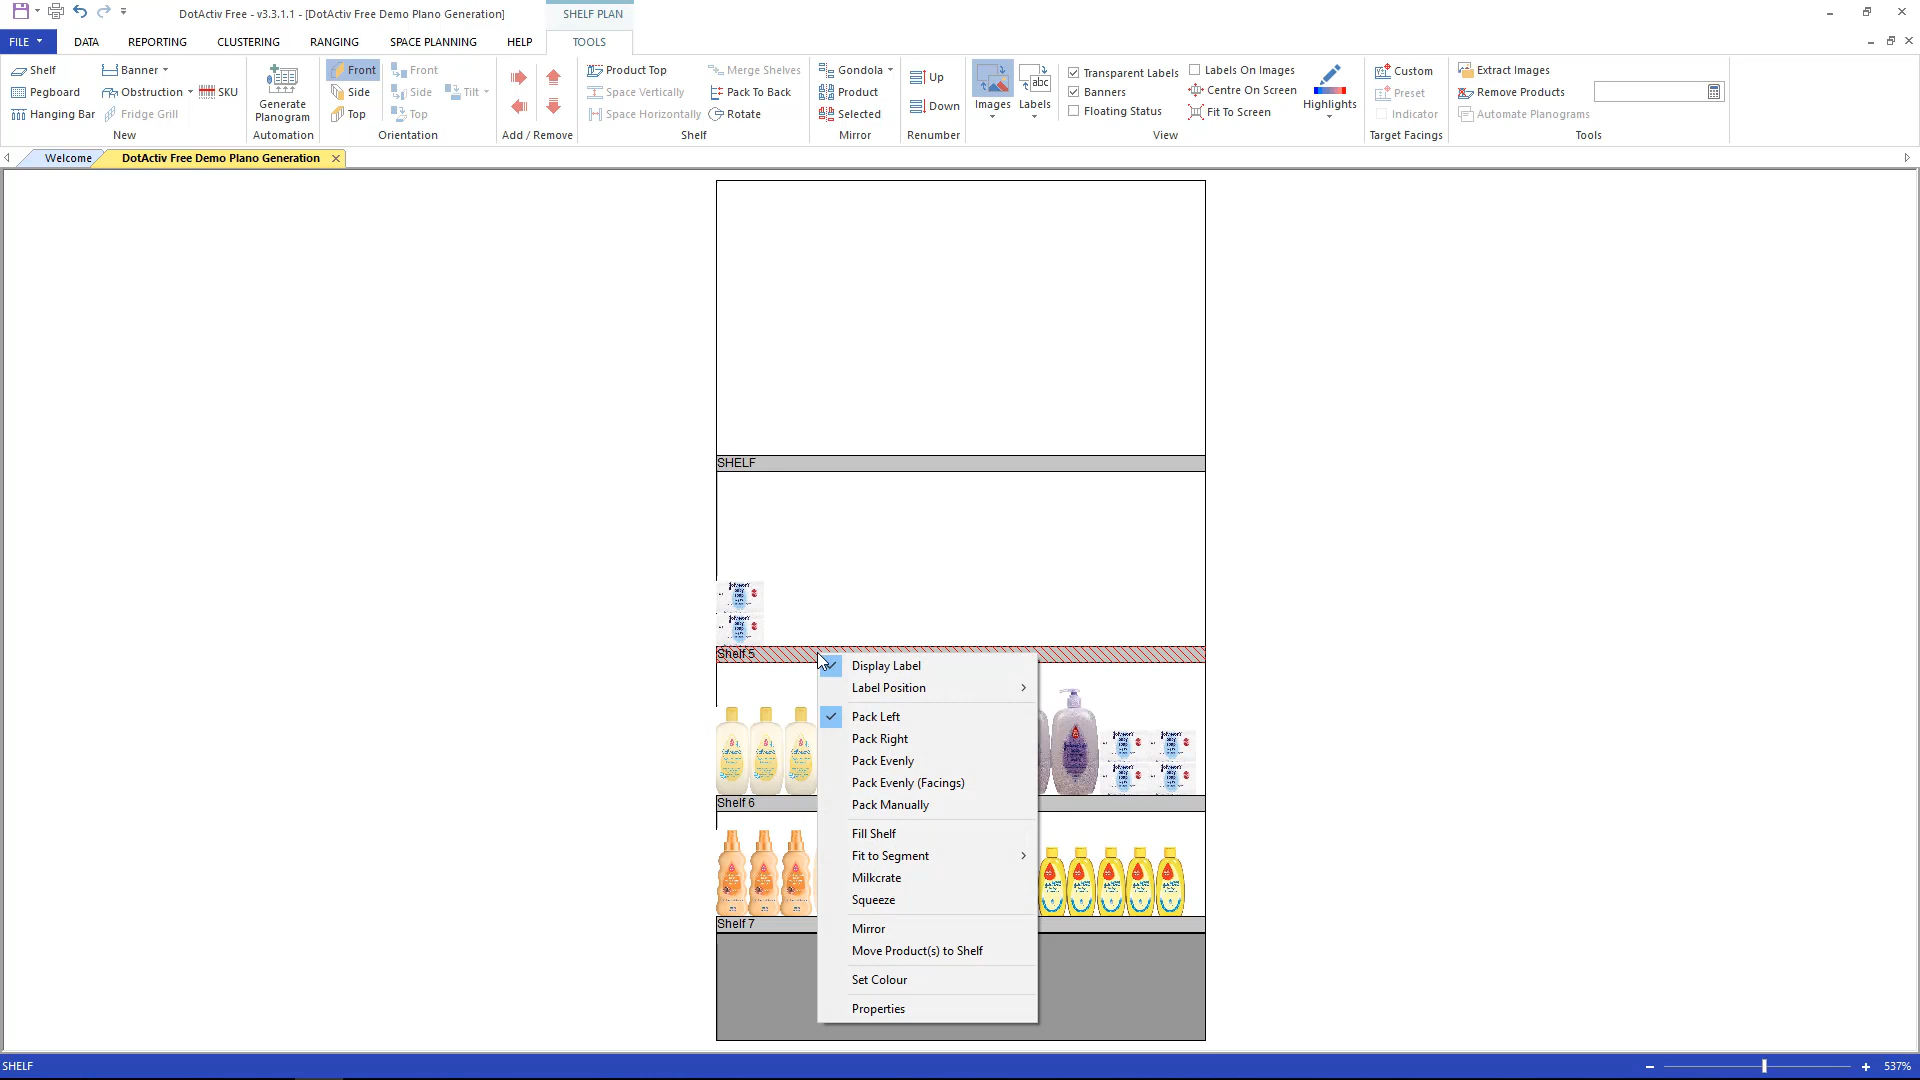 DotActiv Free - v3.3.1.1 - [DotActiv Free Demo Plano Generation]
SHELF PLAN
FILE DATA REPORTING CLUSTERING RANGING SPACE PLANNING HELP TOOLS
Shelf Banner
Pegboard Obstruction SKU
Hanging Bar Fridge Grill
New
Generate
Planogram
Automation
Front Front
Side Side Tilt
Top Top
Orientation
Add / Remove
Product Top Merge Shelves
Space Vertically Pack To Back
Space Horizontally Rotate
Shelf
Gondola
Product
Selected
Mirror
Up
Down
Renumber
Images Labels
Transparent Labels Labels On Images
Banners Centre On Screen
Floating Status Fit To Screen
Highlights
View
Custom
Preset
Indicator
Target Facings
Extract Images
Remove Products
Automate Planograms
Tools
Welcome DotActiv Free Demo Plano Generation
SHELF
Shelf 5
Display Label
Label Position
Pack Left
Pack Right
Pack Evenly
Pack Evenly (Facings)
Pack Manually
Fill Shelf
Fit to Segment
Milkcrate
Squeeze
Mirror
Move Product(s) to Shelf
Set Colour
Properties
Shelf 6
Shelf 7
SHELF
537%